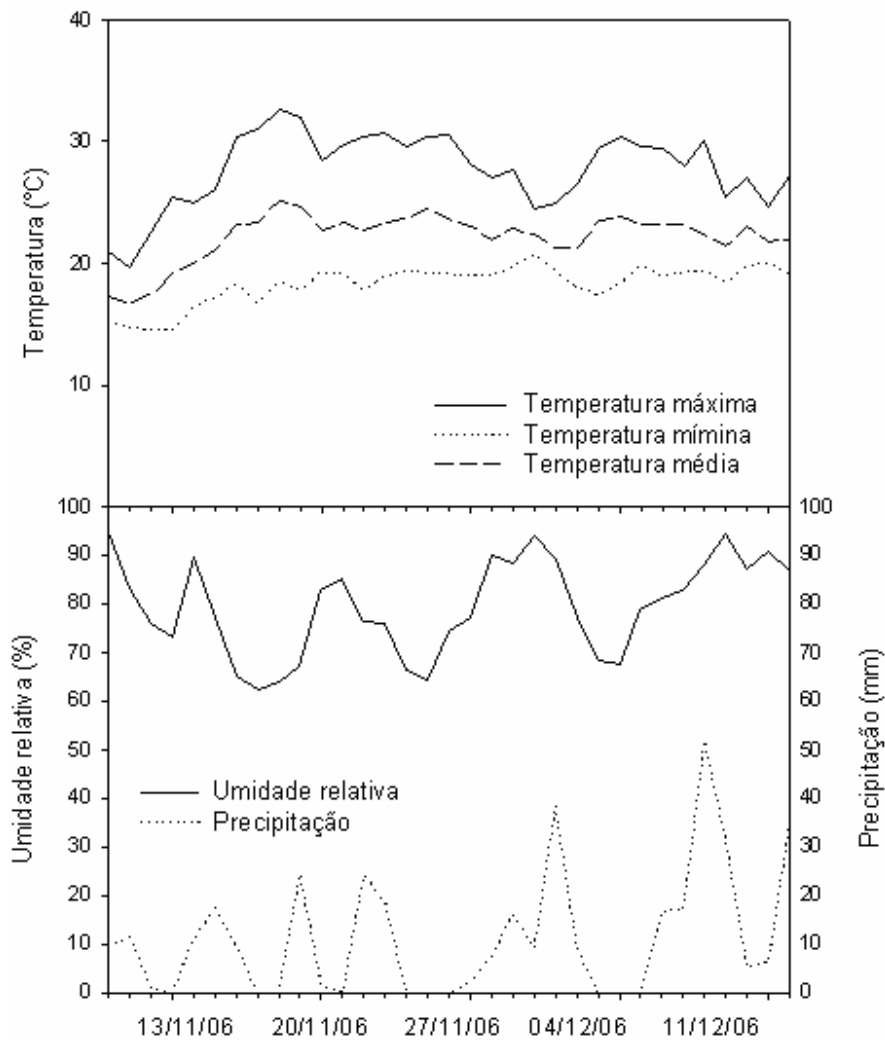 40
30
20
10
Temperatura (°C)
Temperatura máxima
Temperatura mímina
Temperatura média
100
90
80
70
60
50
40
30
20
10
0
Umidade relativa (%)
Umidade relativa
Precipitação
100
90
80
70
60
50
40
30
20
10
0
Precipitação (mm)
13/11/06 20/11/06 27/11/06 04/12/06 11/12/06